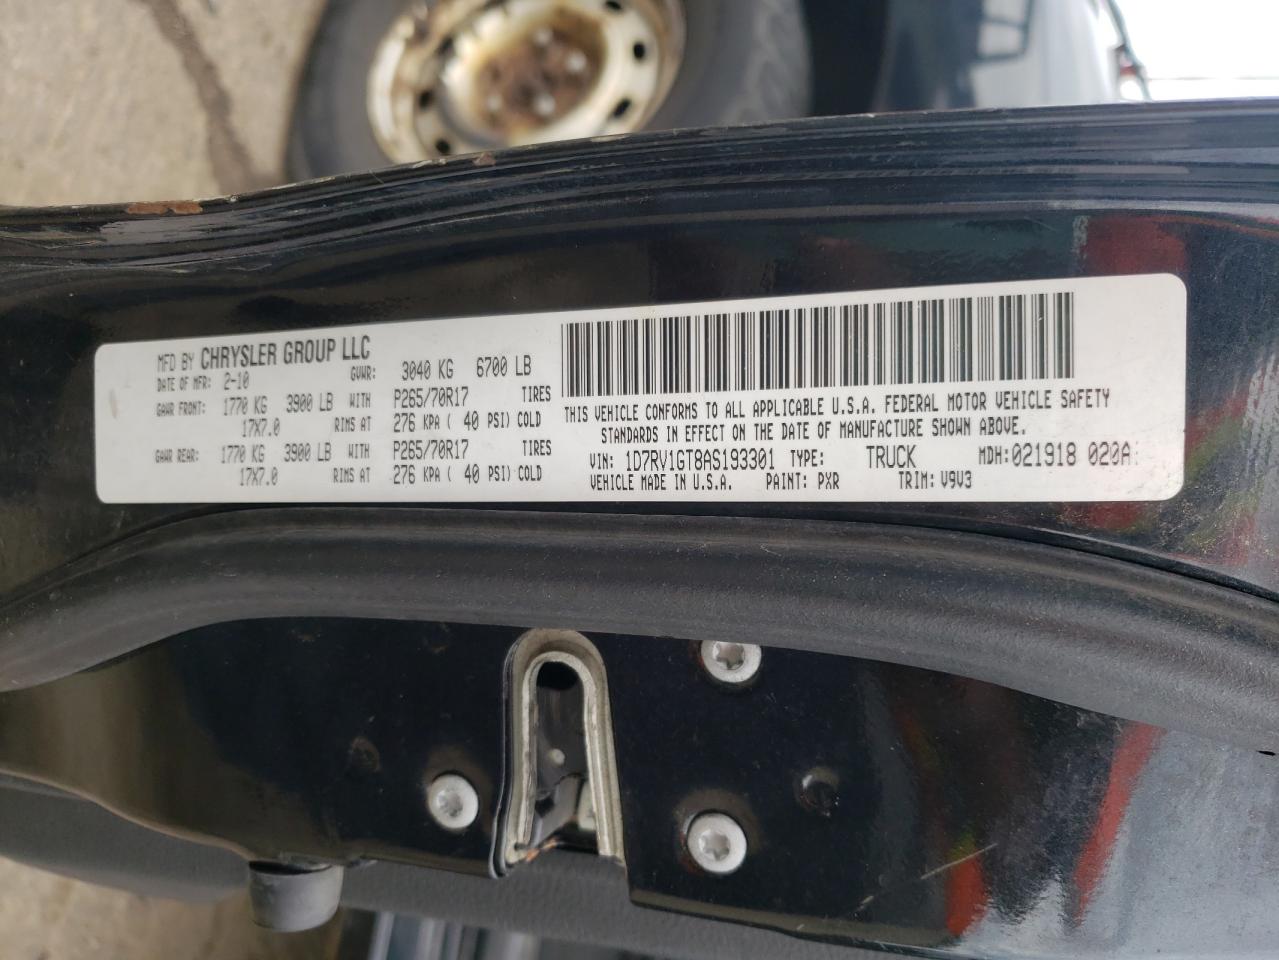 MFD BY CHRYSLER GROUP LLC
DATE OF MFR: 2-10 GVWR: 3040 KG 6700 LB
GAWR FRONT: 1770 KG 3900 LB WITH P265/70R17 TIRES
17X7.0 RIMS AT 276 KPA ( 40 PSI) COLD
GAWR REAR: 1770 KG 3900 LB WITH P265/70R17 TIRES
17X7.0 RIMS AT 276 KPA ( 40 PSI) COLD
THIS VEHICLE CONFORMS TO ALL APPLICABLE U.S.A. FEDERAL MOTOR VEHICLE SAFETY
STANDARDS IN EFFECT ON THE DATE OF MANUFACTURE SHOWN ABOVE.
VIN: 1D7RV1GT8AS193301 TYPE: TRUCK MDH:021918 020A:
VEHICLE MADE IN U.S.A. PAINT: PXR TRIM: V9V3